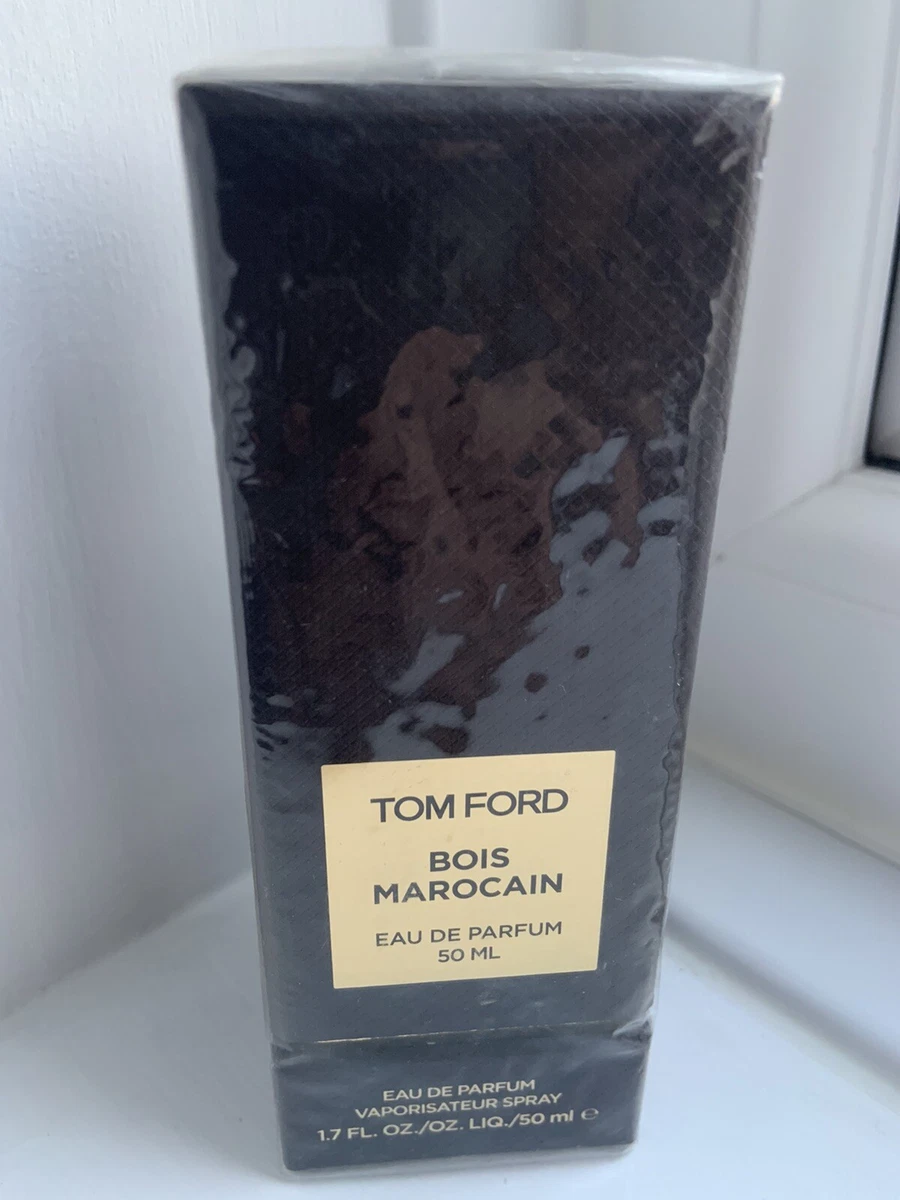 TOM FORD
BOIS
MAROCAIN
EAU DE PARFUM
50 ML
EAU DE PARFUM
VAPORISATEUR SPRAY
1.7 FL. OZ./OZ. LIQ./50 ml ℮